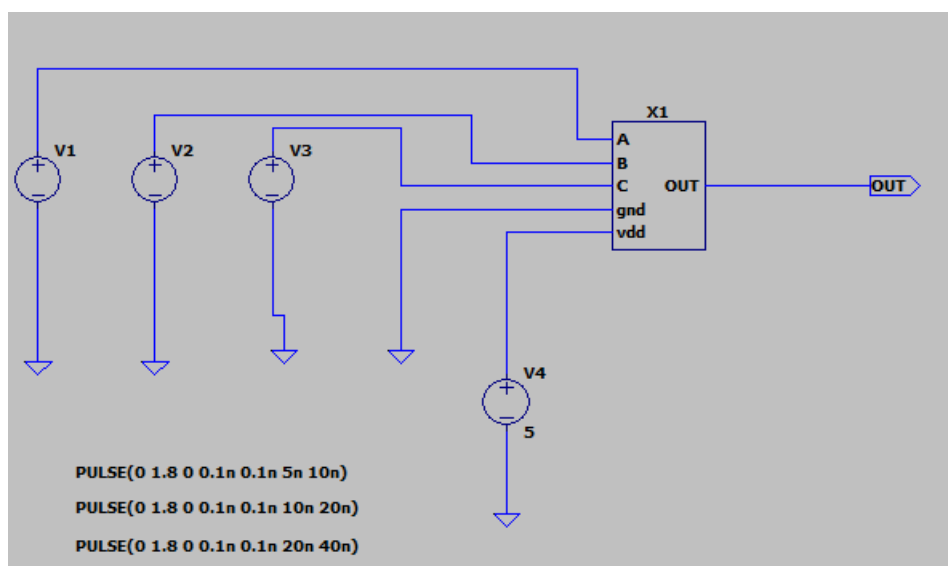 V1
V2
V3
X1
A
B
C
OUT
gnd
vdd
OUT
V4
5
PULSE(0 1.8 0 0.1n 0.1n 5n 10n)
PULSE(0 1.8 0 0.1n 0.1n 10n 20n)
PULSE(0 1.8 0 0.1n 0.1n 20n 40n)